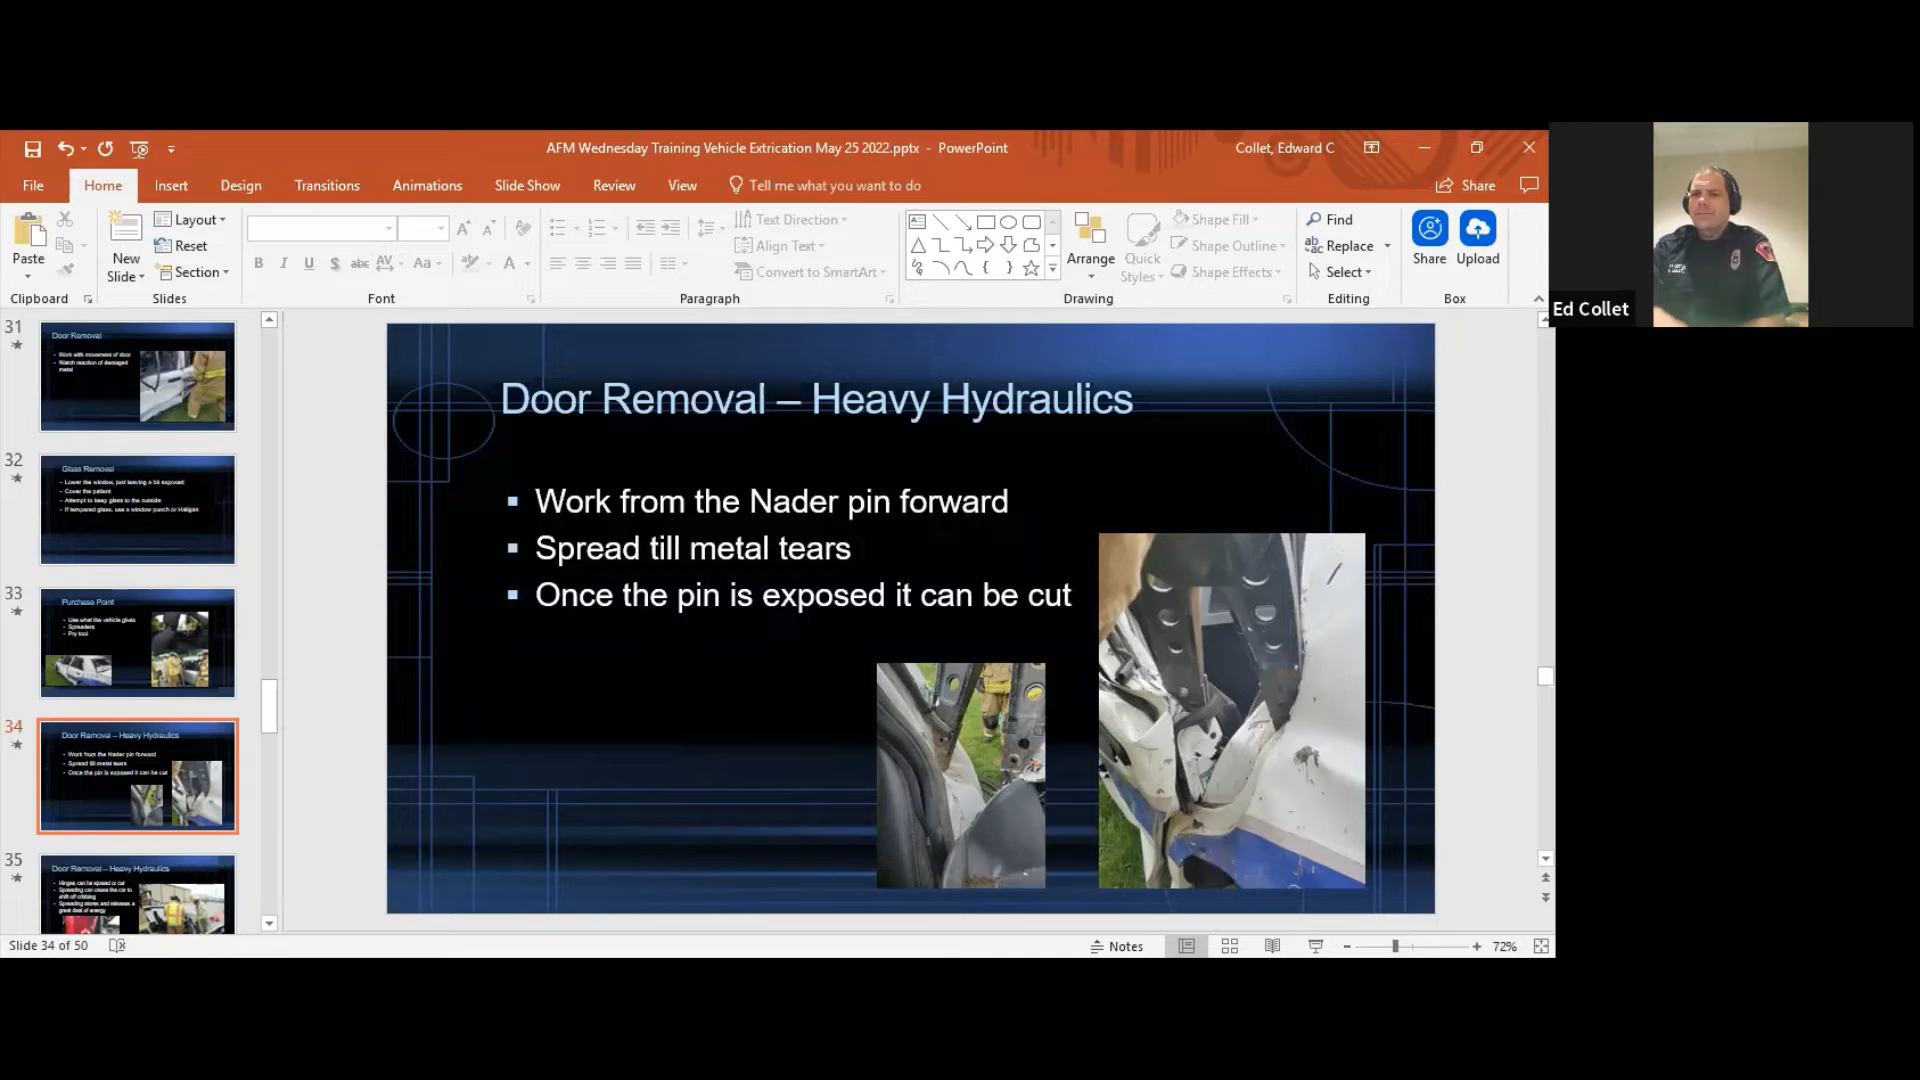 AFM Wednesday Training Vehicle Extrication May 25 2022.pptx - PowerPoint
Collet, Edward C
File Home Insert Design Transitions Animations Slide Show Review View Tell me what you want to do Share
Paste
New Slide
Layout
Reset
Section
B I U S abc AV Aa A
Text Direction
Align Text
Convert to SmartArt
Arrange
Quick Styles
Shape Fill
Shape Outline
Shape Effects
Find
Replace
Select
Share
Upload
Clipboard Slides Font Paragraph Drawing Editing Box
Ed Collet
31
Door Removal
Work with movement of door
Watch reaction of damaged
metal
32
Glass Removal
Lower the window, just leaving a bit exposed
Cover the patient
Attempt to keep glass to the outside
If tempered glass, use a window punch or Halligan
33
Purchase Point
Use what the vehicle gives
Spreaders
Pry tool
34
Door Removal – Heavy Hydraulics
Work from the Nader pin forward
Spread till metal tears
Once the pin is exposed it can be cut
35
Door Removal – Heavy Hydraulics
Hinges can be spread or cut
Spreading can cause the car to
shift off cribbing
Spreading stores and releases a
great deal of energy
Door Removal – Heavy Hydraulics
Work from the Nader pin forward
Spread till metal tears
Once the pin is exposed it can be cut
Slide 34 of 50
Notes
72%